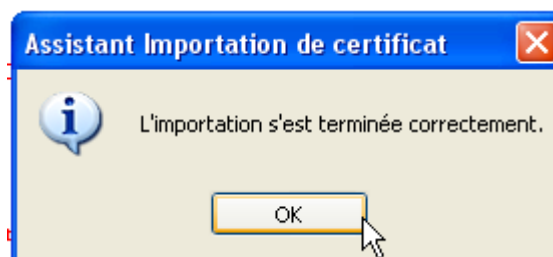 Assistant Importation de certificat
L'importation s'est terminée correctement.
OK